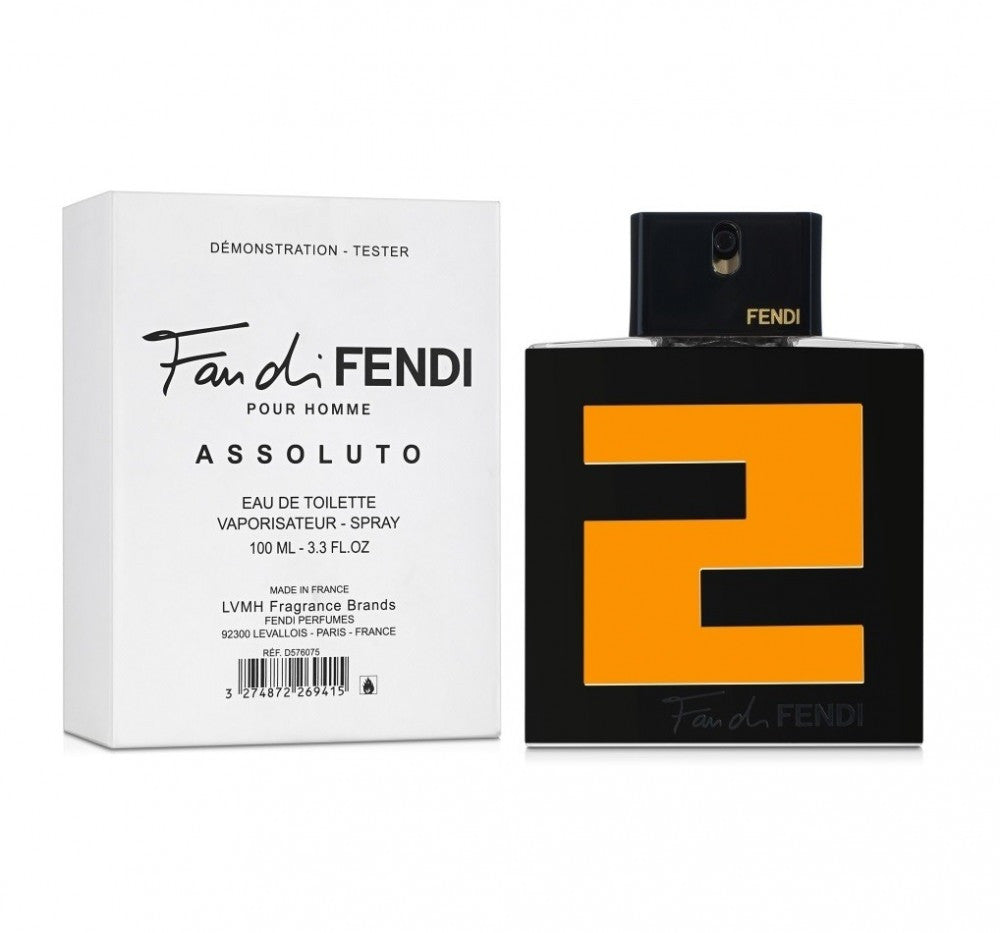 DÉMONSTRATION - TESTER
Fan di FENDI
POUR HOMME
ASSOLUTO
EAU DE TOILETTE
VAPORISATEUR - SPRAY
100 ML - 3.3 FL.OZ
MADE IN FRANCE
LVMH Fragrance Brands
FENDI PERFUMES
92300 LEVALLOIS - PARIS - FRANCE
RÉF. D576075
3 274872 269415
FENDI
Fan di FENDI